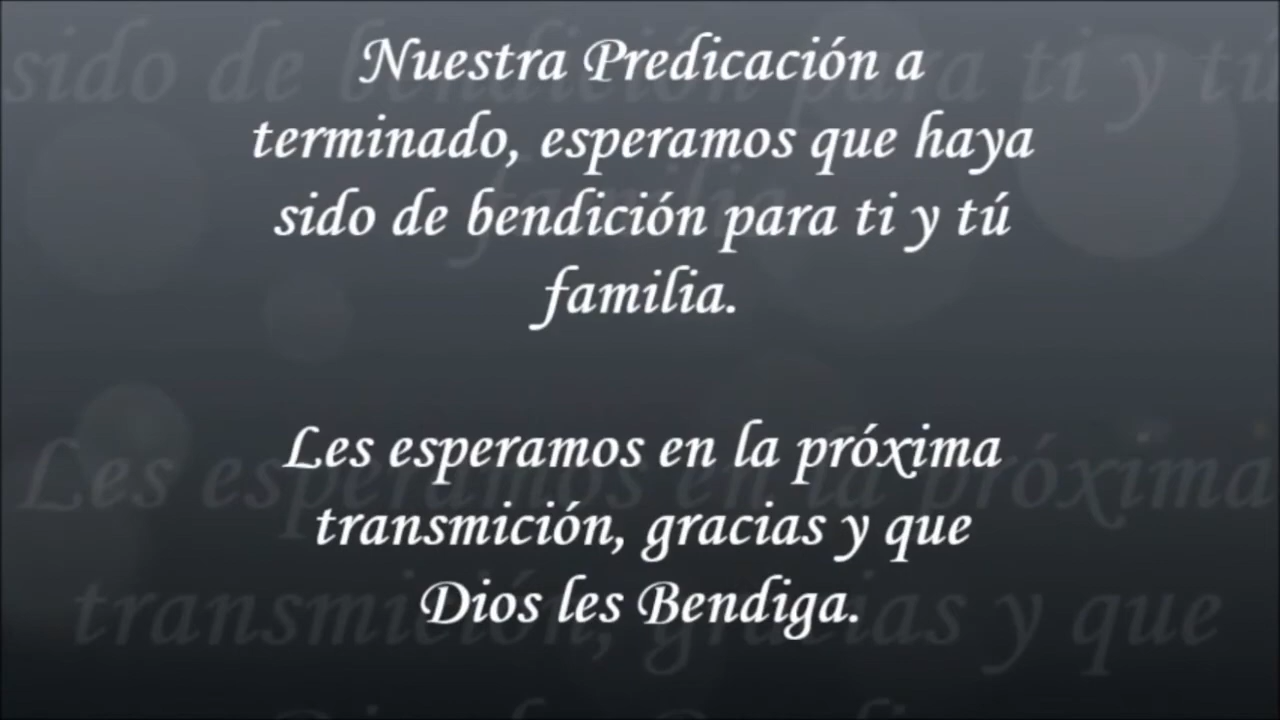 Nuestra Predicación a
terminado, esperamos que haya
sido de bendición para ti y tú
familia.
Les esperamos en la próxima
transmición, gracias y que
Dios les Bendiga.